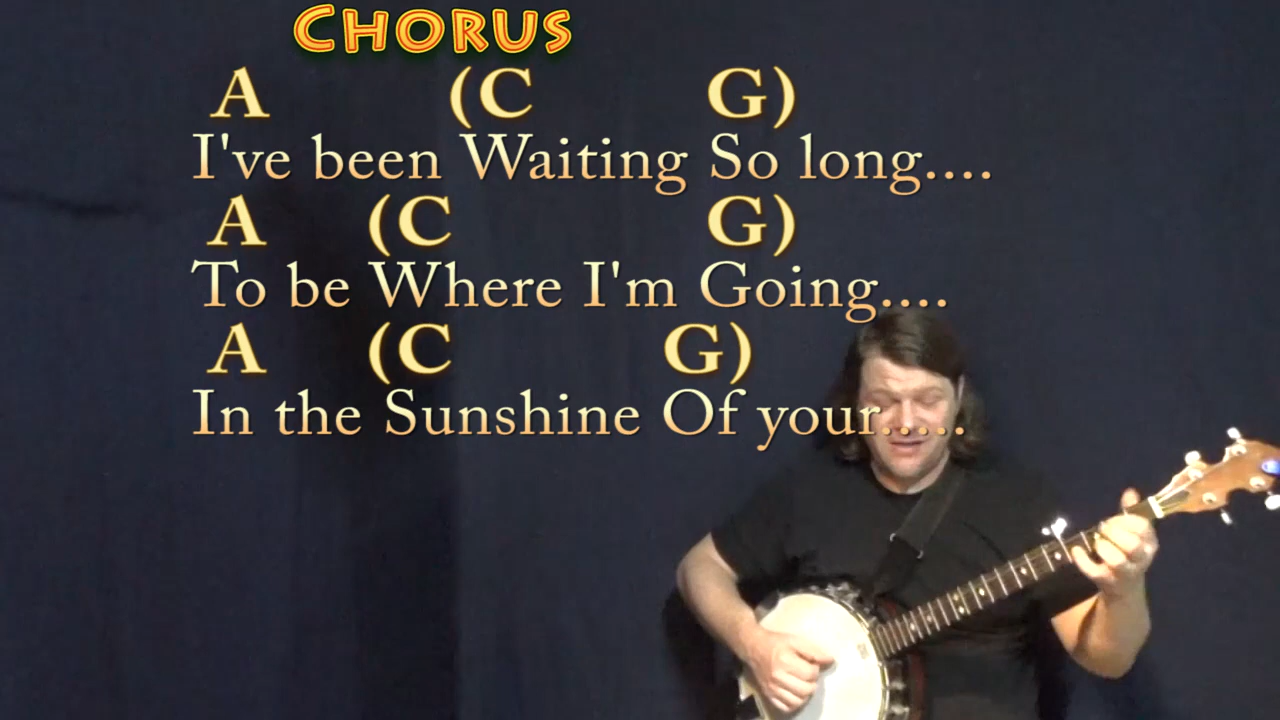 CHORUS
A (C G)
I've been Waiting So long....
A (C G)
To be Where I'm Going....
A (C G)
In the Sunshine Of your.....